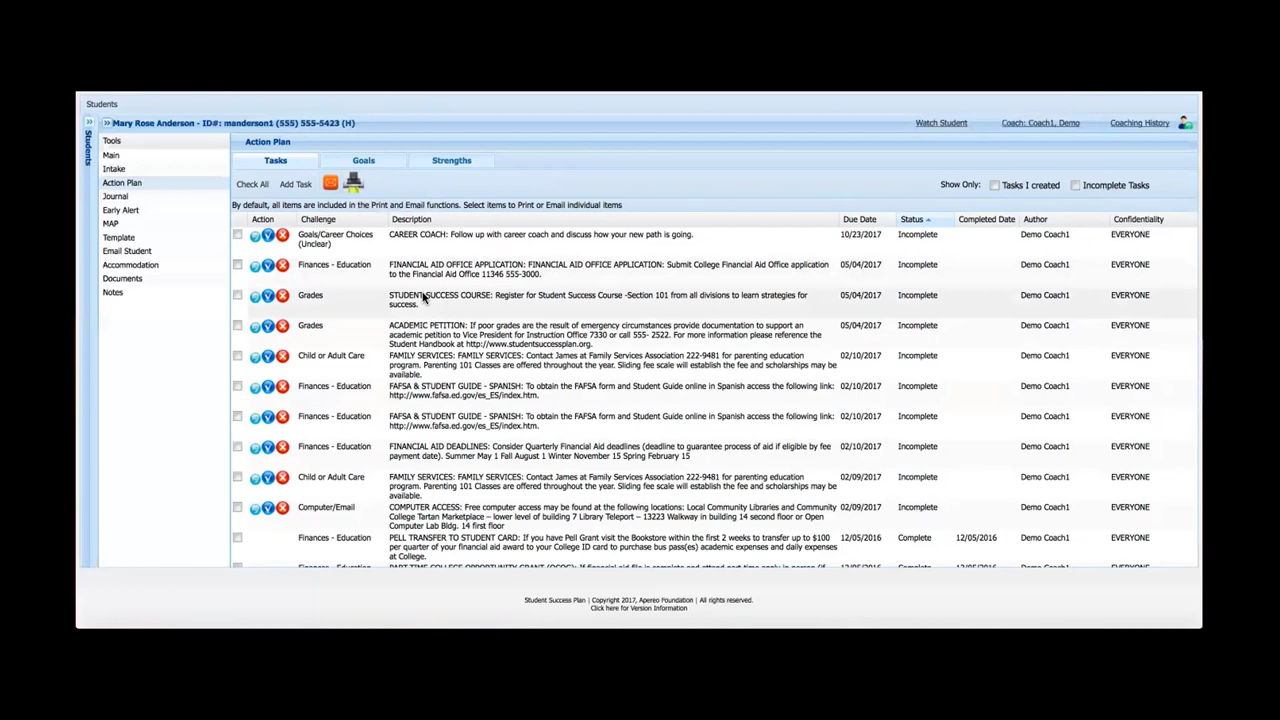 Students
Students
Mary Rose Anderson - ID#: manderson1 (555) 555-5423 (H)
Watch Student
Coach: Coach1, Demo
Coaching History
Tools
Main
Intake
Action Plan
Journal
Early Alert
MAP
Template
Email Student
Accommodation
Documents
Notes
Action Plan
Tasks Goals Strengths
Check All Add Task
Show Only: Tasks I created Incomplete Tasks
By default, all items are included in the Print and Email functions. Select items to Print or Email individual items
Action Challenge Description Due Date Status Completed Date Author Confidentiality
Goals/Career Choices CAREER COACH: Follow up with career coach and discuss how your new path is going. 10/23/2017 Incomplete Demo Coach1 EVERYONE
(Unclear)
Finances - Education FINANCIAL AID OFFICE APPLICATION: FINANCIAL AID OFFICE APPLICATION: Submit College Financial Aid Office application 05/04/2017 Incomplete Demo Coach1 EVERYONE
to the Financial Aid Office 11346 555-3000.
Grades STUDENT SUCCESS COURSE: Register for Student Success Course -Section 101 from all divisions to learn strategies for 05/04/2017 Incomplete Demo Coach1 EVERYONE
success.
Grades ACADEMIC PETITION: If poor grades are the result of emergency circumstances provide documentation to support an 05/04/2017 Incomplete Demo Coach1 EVERYONE
academic petition to Vice President for Instruction Office 7330 or call 555- 2522. For more information please reference the
Student Handbook at http://www.studentsuccessplan.org.
Child or Adult Care FAMILY SERVICES: FAMILY SERVICES: Contact James at Family Services Association 222-9481 for parenting education 02/10/2017 Incomplete Demo Coach1 EVERYONE
program. Parenting 101 Classes are offered throughout the year. Sliding fee scale will establish the fee and scholarships may be
available.
Finances - Education FAFSA & STUDENT GUIDE - SPANISH: To obtain the FAFSA form and Student Guide online in Spanish access the following link: 02/10/2017 Incomplete Demo Coach1 EVERYONE
http://www.fafsa.ed.gov/es_ES/index.htm.
Finances - Education FAFSA & STUDENT GUIDE - SPANISH: To obtain the FAFSA form and Student Guide online in Spanish access the following link: 02/10/2017 Incomplete Demo Coach1 EVERYONE
http://www.fafsa.ed.gov/es_ES/index.htm.
Finances - Education FINANCIAL AID DEADLINES: Consider Quarterly Financial Aid deadlines (deadline to guarantee process of aid if eligible by fee 02/10/2017 Incomplete Demo Coach1 EVERYONE
payment date). Summer May 1 Fall August 1 Winter November 15 Spring February 15
Child or Adult Care FAMILY SERVICES: FAMILY SERVICES: Contact James at Family Services Association 222-9481 for parenting education 02/09/2017 Incomplete Demo Coach1 EVERYONE
program. Parenting 101 Classes are offered throughout the year. Sliding fee scale will establish the fee and scholarships may be
available.
Computer/Email COMPUTER ACCESS: Free computer access may be found at the following locations: Local Community Libraries and Community 02/09/2017 Incomplete Demo Coach1 EVERYONE
College Tartan Marketplace – lower level of building 7 Library Teleport – 13223 Walkway in building 14 second floor or Open
Computer Lab Bldg. 14 first floor
Finances - Education PELL TRANSFER TO STUDENT CARD: If you have Pell Grant visit the Bookstore within the first 2 weeks to transfer up to $100 12/05/2016 Complete 12/05/2016 Demo Coach1 EVERYONE
per quarter of your financial aid award to your College ID card to purchase bus pass(es) academic expenses and daily expenses
at College.
Student Success Plan | Copyright 2017, Apereo Foundation | All rights reserved.
Click here for Version Information